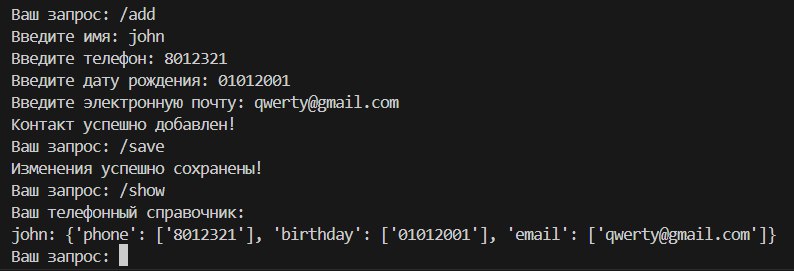 Ваш запрос: /add
Введите имя: john
Введите телефон: 8012321
Введите дату рождения: 01012001
Введите электронную почту: qwerty@gmail.com
Контакт успешно добавлен!
Ваш запрос: /save
Изменения успешно сохранены!
Ваш запрос: /show
Ваш телефонный справочник:
john: {'phone': ['8012321'], 'birthday': ['01012001'], 'email': ['qwerty@gmail.com']}
Ваш запрос: